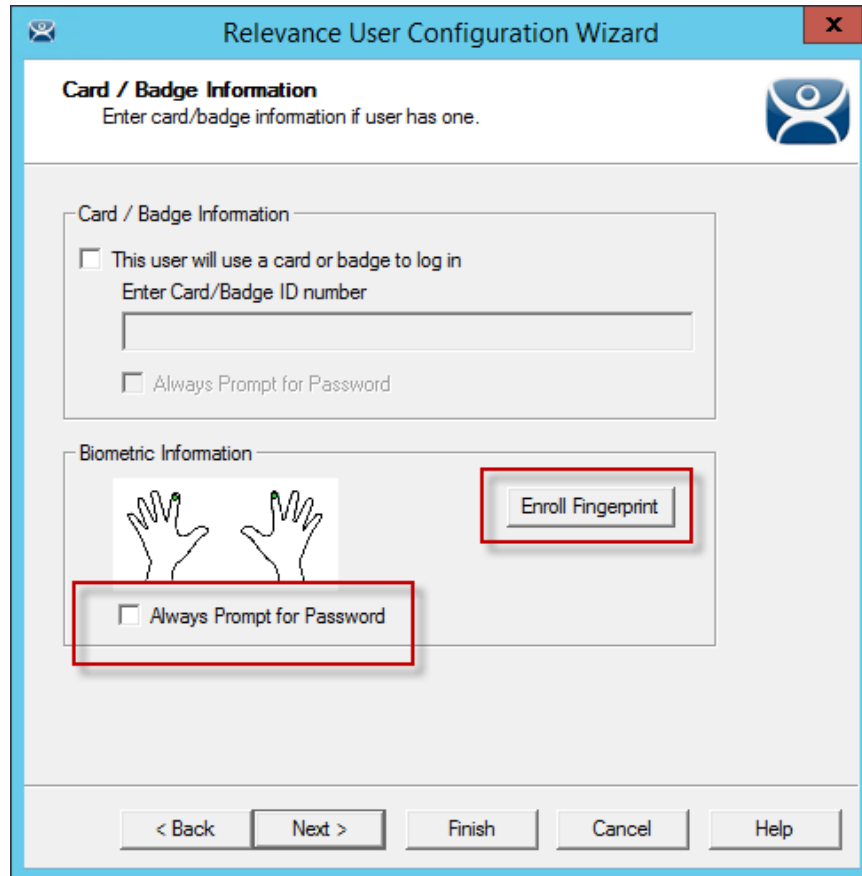 Relevance User Configuration Wizard
x
Card / Badge Information
Enter card/badge information if user has one.
Card / Badge Information
This user will use a card or badge to log in
Enter Card/Badge ID number
Always Prompt for Password
Biometric Information
Enroll Fingerprint
Always Prompt for Password
< Back Next > Finish Cancel Help